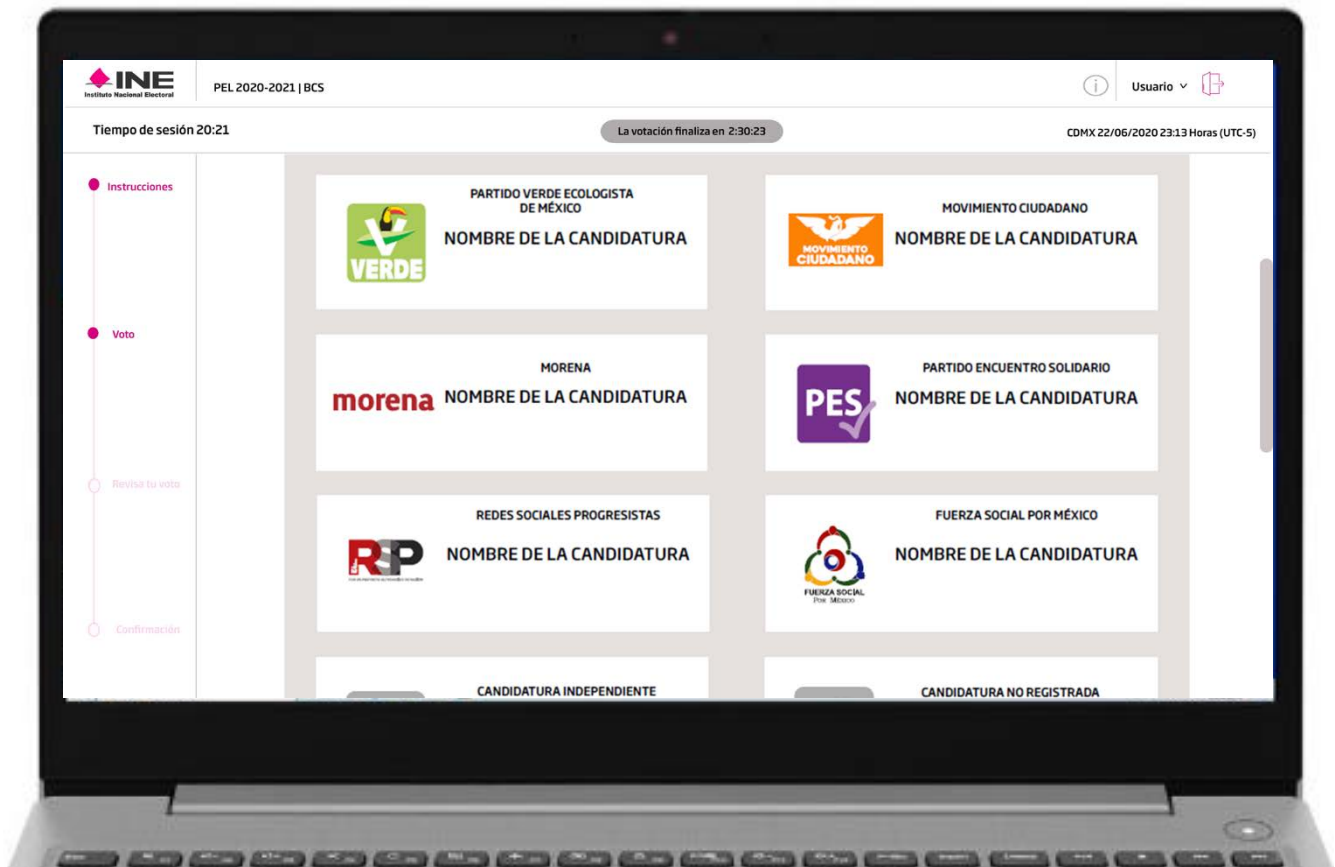 INE
Instituto Nacional Electoral
PEL 2020-2021 | BCS
i
Usuario
Tiempo de sesión 20:21
La votación finaliza en 2:30:23
CDMX 22/06/2020 23:13 Horas (UTC-5)
Instrucciones
Voto
Revisa tu voto
Confirmación
VERDE
PARTIDO VERDE ECOLOGISTA
DE MÉXICO
NOMBRE DE LA CANDIDATURA
MOVIMIENTO
CIUDADANO
MOVIMIENTO CIUDADANO
NOMBRE DE LA CANDIDATURA
morena
MORENA
NOMBRE DE LA CANDIDATURA
PES
PARTIDO ENCUENTRO SOLIDARIO
NOMBRE DE LA CANDIDATURA
RSP
REDES SOCIALES PROGRESISTAS
NOMBRE DE LA CANDIDATURA
FUERZA SOCIAL
POR MÉXICO
FUERZA SOCIAL POR MÉXICO
NOMBRE DE LA CANDIDATURA
CANDIDATURA INDEPENDIENTE
CANDIDATURA NO REGISTRADA